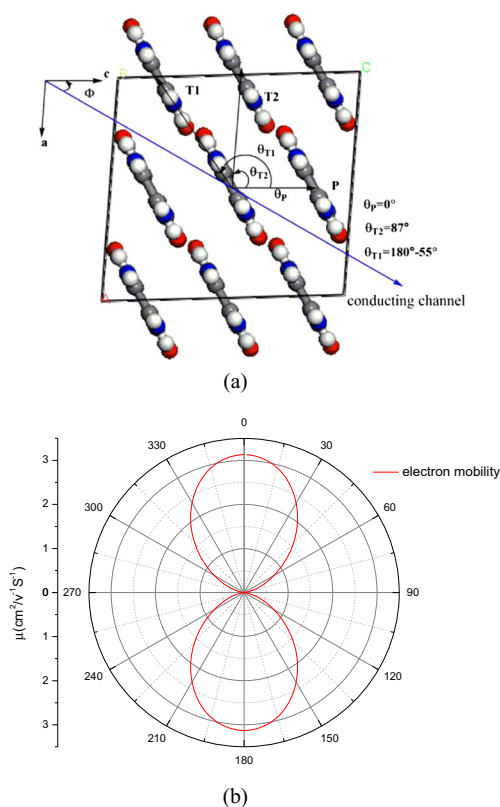 B
c
C
T1
T2
Φ
a
θT1
θT2
θP
P
θP=0°
θT2=87°
θT1=180°-55°
A
conducting channel
(a)
0
330
30
300
60
270
90
240
120
210
150
180
3
2
1
0
1
2
3
μ(cm²/v⁻¹S⁻¹)
electron mobility
(b)